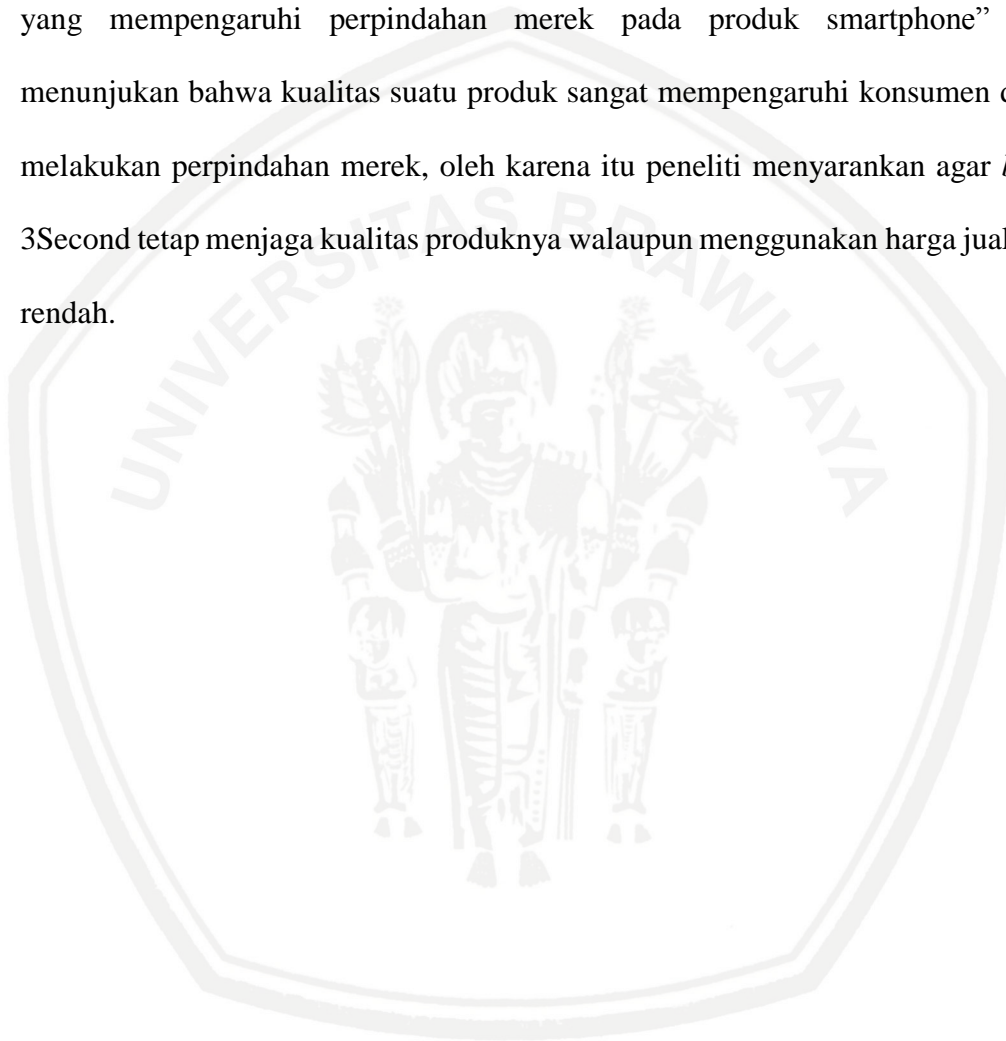 yang mempengaruhi perpindahan merek pada produk smartphone”
menunjukan bahwa kualitas suatu produk sangat mempengaruhi konsumen
melakukan perpindahan merek, oleh karena itu peneliti menyarankan agar
3Second tetap menjaga kualitas produknya walaupun menggunakan harga jual
rendah.
UNIVERSITAS BRAWIJAYA